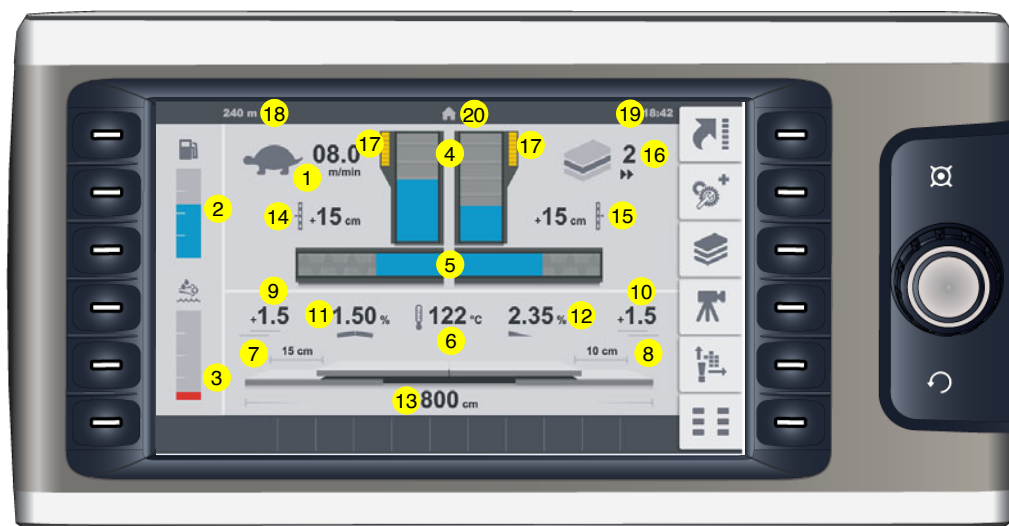 240 m 18 20 19 18:42
17 4 17
08.0 m/min
1
2 16
2
14 +15 cm
+15 cm 15
5
9 10
+1.5 11 1.50 % 122 °C 2.35 % 12 +1.5
6
7 15 cm 10 cm 8
3
13 800 cm